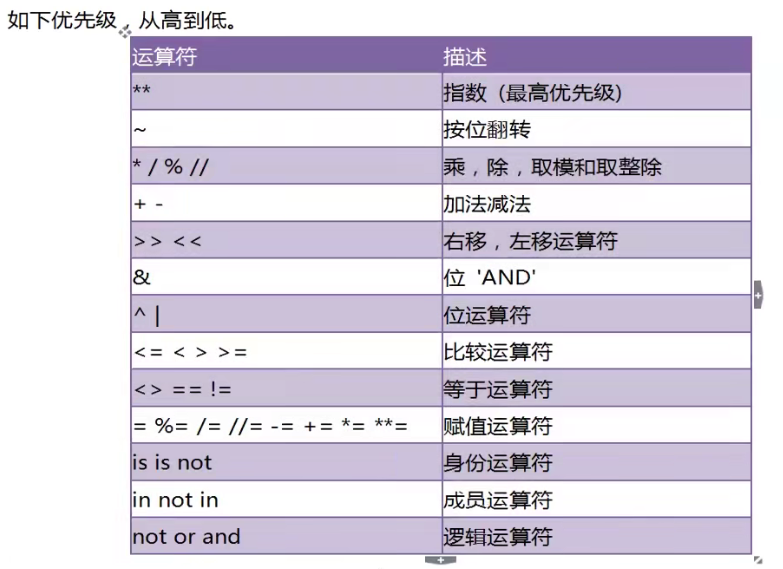 如下优先级，从高到低。
运算符 描述
** 指数（最高优先级）
~ 按位翻转
* / % // 乘，除，取模和取整除
+ - 加法减法
>> << 右移，左移运算符
& 位 'AND'
^ | 位运算符
<= < > >= 比较运算符
<> == != 等于运算符
= %= /= //= -= += *= **= 赋值运算符
is is not 身份运算符
in not in 成员运算符
not or and 逻辑运算符